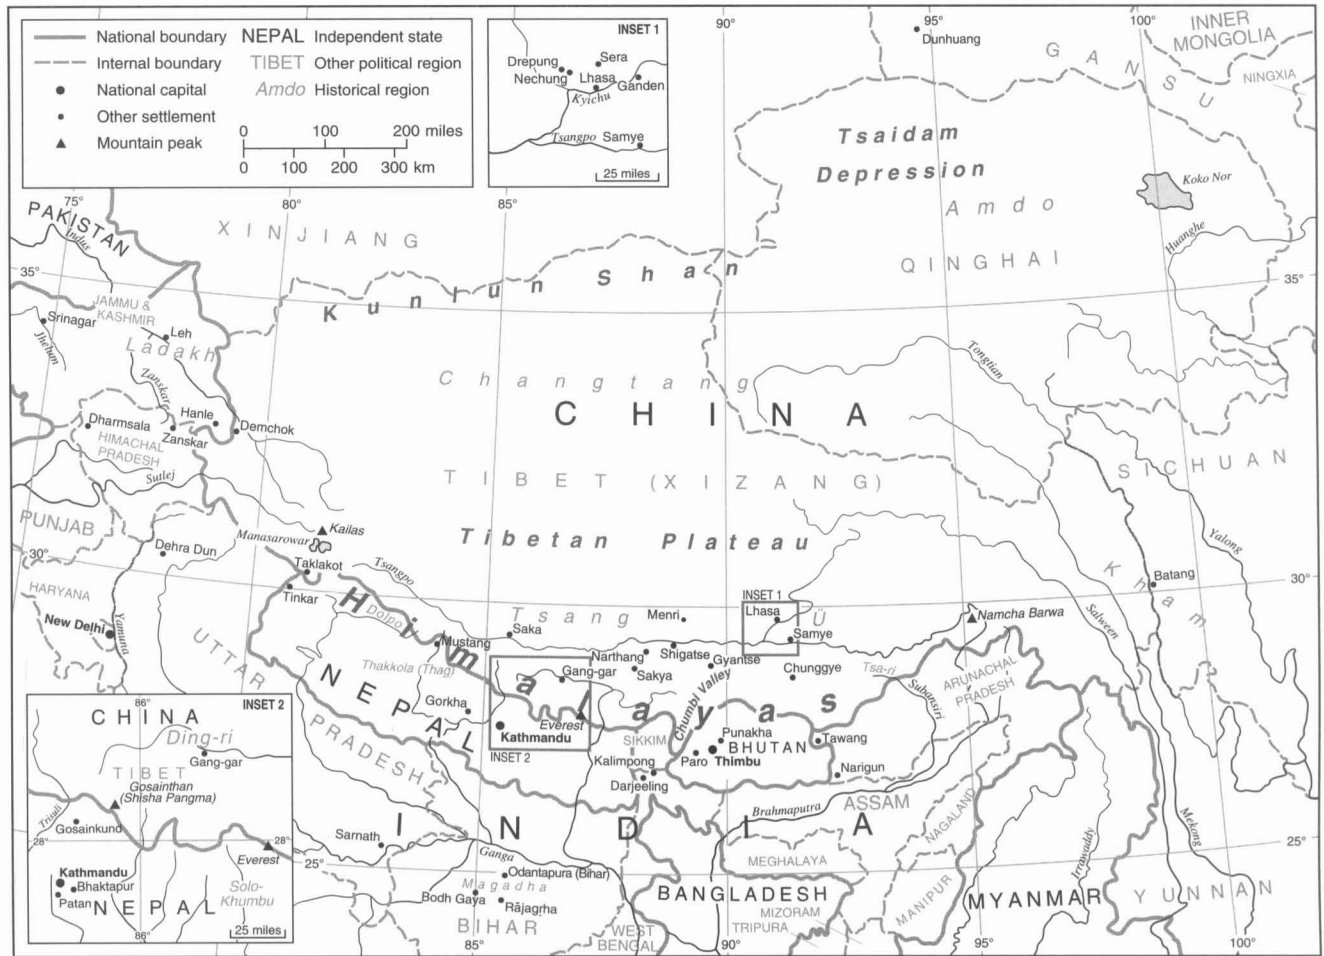 National boundary
Internal boundary
National capital
Other settlement
Mountain peak
NEPAL Independent state
TIBET Other political region
Amdo Historical region
0 100 200 miles
0 100 200 300 km
INSET 1
Drepung
Sera
Nechung
Lhasa
Ganden
Kyichu
Tsangpo
Samye
25 miles
90°
95°
100°
Dunhuang
GANSU
INNER
MONGOLIA
NINGXIA
Tsaidam
Depression
Amdo
QINGHAI
Koko Nor
Huanghe
75°
80°
85°
PAKISTAN
Indus
XINJIANG
35°
35°
Kunlun Shan
JAMMU &
KASHMIR
Srinagar
Leh
Jhelum
Ladakh
Zanskar
Changtang
CHINA
Tongtian
Dharmsala
Hanle
Zanskar
Demchok
HIMACHAL
PRADESH
Sutlej
TIBET (XIZANG)
SICHUAN
PUNJAB
Kailas
Manasarowar
Tibetan Plateau
Yalong
30°
30°
Dehra Dun
Taklakot
Tsangpo
Kham
Batang
HARYANA
Tinkar
Himalayas
Dolpo
Tsang
Menri
INSET 1
Lhasa
Ü
Samye
Namcha Barwa
Salween
New Delhi
Yamuna
Saka
Mustang
UTTAR
PRADESH
NEPAL
Thakkola (Thag)
Gorkha
Narthang
Shigatse
Gyantse
Gang-gar
Sakya
Chunggye
Tsa-ri
Subansiri
ARUNACHAL
PRADESH
Chumbi Valley
Everest
Kathmandu
INSET 2
SIKKIM
Punakha
BHUTAN
Paro
Thimbu
Tawang
Kalimpong
Darjeeling
Narigun
Brahmaputra
ASSAM
NAGALAND
INDIA
Sarnath
Ganga
25°
25°
MEGHALAYA
Odantapura (Bihar)
Magadha
Bodh Gaya
Rājagṛha
BIHAR
WEST
BENGAL
BANGLADESH
MIZORAM
TRIPURA
MANIPUR
MYANMAR
Irrawaddy
Mekong
YUNNAN
85°
90°
95°
100°
INSET 2
86°
CHINA
Ding-ri
Gang-gar
TIBET
Gosainthan
(Shisha Pangma)
Trisuli
Gosainkund
28°
28°
Everest
Kathmandu
Bhaktapur
Patan
NEPAL
Solo-
Khumbu
25 miles
86°